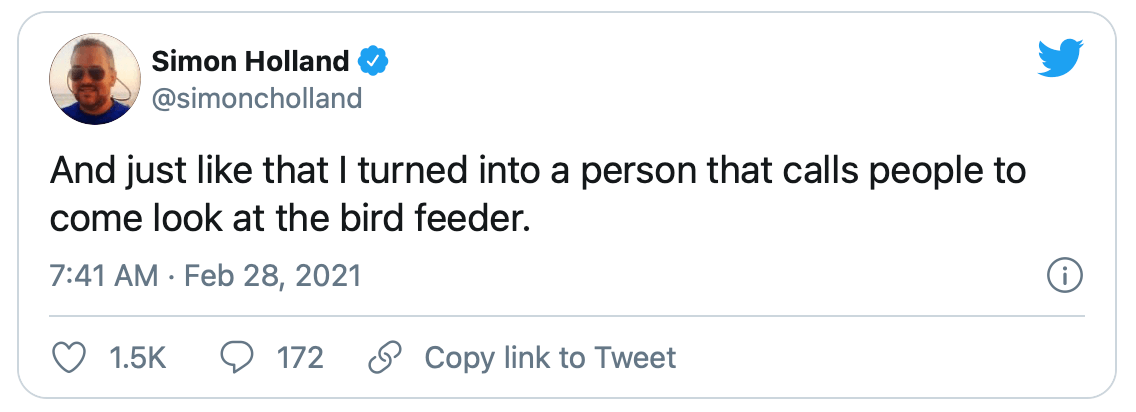 Simon Holland
@simoncholland
And just like that I turned into a person that calls people to
come look at the bird feeder.
7:41 AM · Feb 28, 2021
1.5K 172 Copy link to Tweet